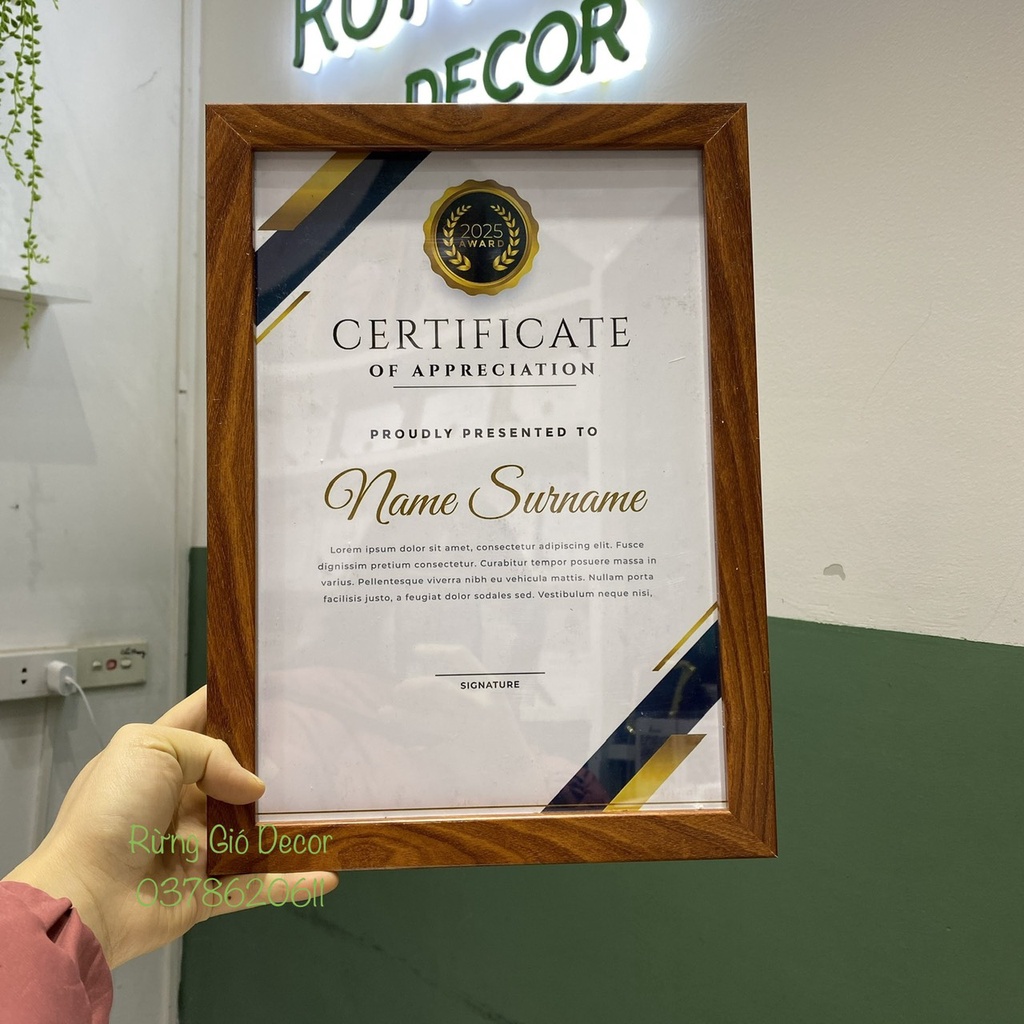 DECOR
2025
AWARD
CERTIFICATE
OF APPRECIATION
PROUDLY PRESENTED TO
Name Surname
Lorem ipsum dolor sit amet, consectetur adipiscing elit. Fusce
dignissim pretium consectetur. Curabitur tempor posuere massa in
varius. Pellentesque viverra nibh eu vehicula mattis. Nullam porta
facilisis justo, a feugiat dolor sodales sed. Vestibulum neque nisi,
SIGNATURE
Rừng Gió Decor
0378620611